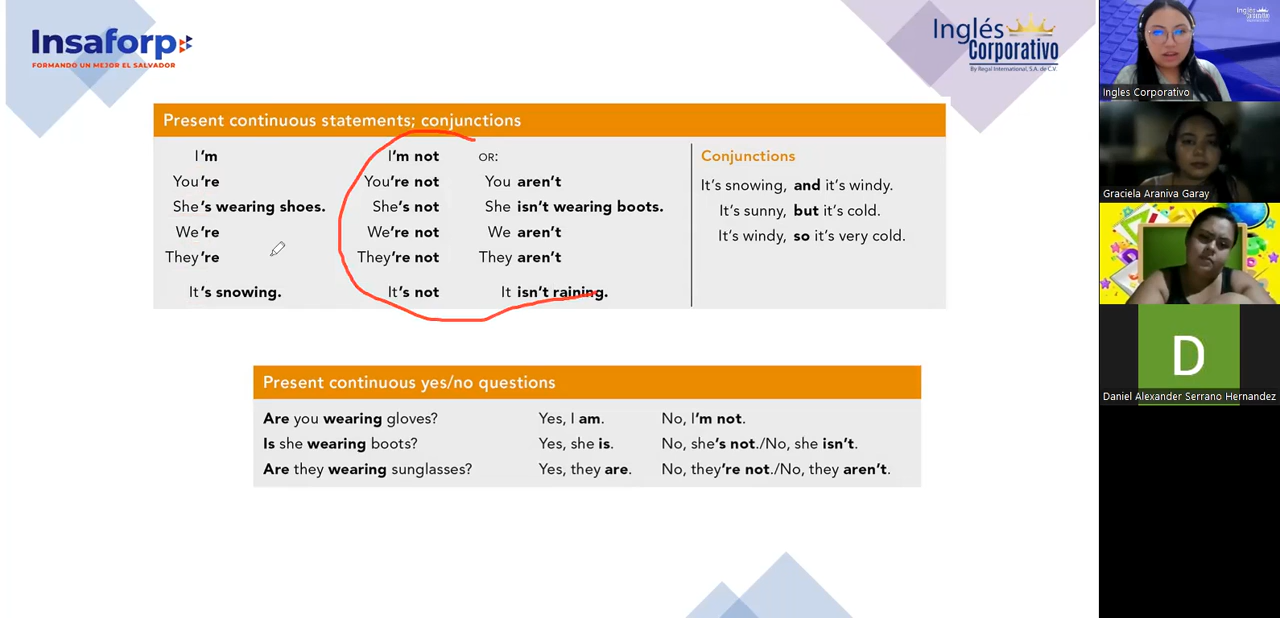 Insaforp
FORMANDO UN MEJOR EL SALVADOR
Inglés
Corporativo
By Regal International, S.A. de C.V.
Present continuous statements; conjunctions
I'm I'm not OR: Conjunctions
You're You're not You aren't It's snowing, and it's windy.
She's wearing shoes. She's not She isn't wearing boots. It's sunny, but it's cold.
We're We're not We aren't It's windy, so it's very cold.
They're They're not They aren't
It's snowing. It's not It isn't raining.
Present continuous yes/no questions
Are you wearing gloves? Yes, I am. No, I'm not.
Is she wearing boots? Yes, she is. No, she's not./No, she isn't.
Are they wearing sunglasses? Yes, they are. No, they're not./No, they aren't.
Inglés
Ingles Corporativo
Graciela Araniva Garay
D
Daniel Alexander Serrano Hernandez